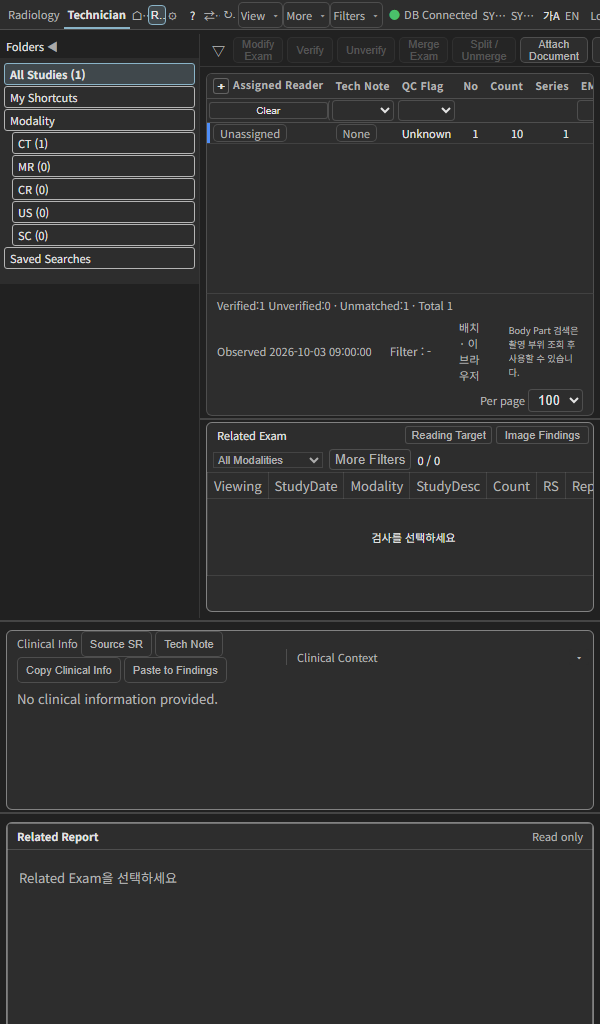 Radiology Technician R.. ? View More Filters DB Connected SY… SY… 가A EN Lo
Folders
All Studies (1)
My Shortcuts
Modality
CT (1)
MR (0)
CR (0)
US (0)
SC (0)
Saved Searches
Modify Exam Verify Unverify Merge Exam Split / Unmerge Attach Document
Assigned Reader Tech Note QC Flag No Count Series EM
Clear
Unassigned None Unknown 1 10 1
Verified:1 Unverified:0 · Unmatched:1 · Total 1
Observed 2026-10-03 09:00:00 Filter : -
배치
· 이
브라
우저
Body Part 검색은
촬영 부위 조회 후
사용할 수 있습니
다.
Per page 100
Related Exam Reading Target Image Findings
All Modalities More Filters 0 / 0
Viewing StudyDate Modality StudyDesc Count RS Rep
검사를 선택하세요
Clinical Info Source SR Tech Note
Copy Clinical Info Paste to Findings
Clinical Context
No clinical information provided.
Related Report Read only
Related Exam을 선택하세요